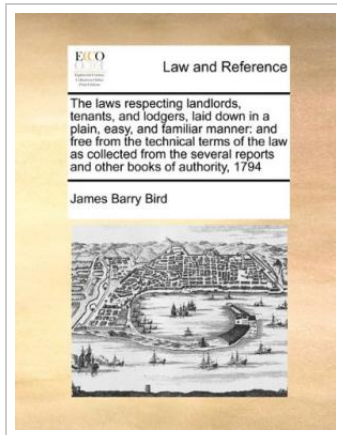 ECCO
Law and Reference
The laws respecting landlords,
tenants, and lodgers, laid down in a
plain, easy, and familiar manner: and
free from the technical terms of the law
as collected from the several reports
and other books of authority, 1794
James Barry Bird